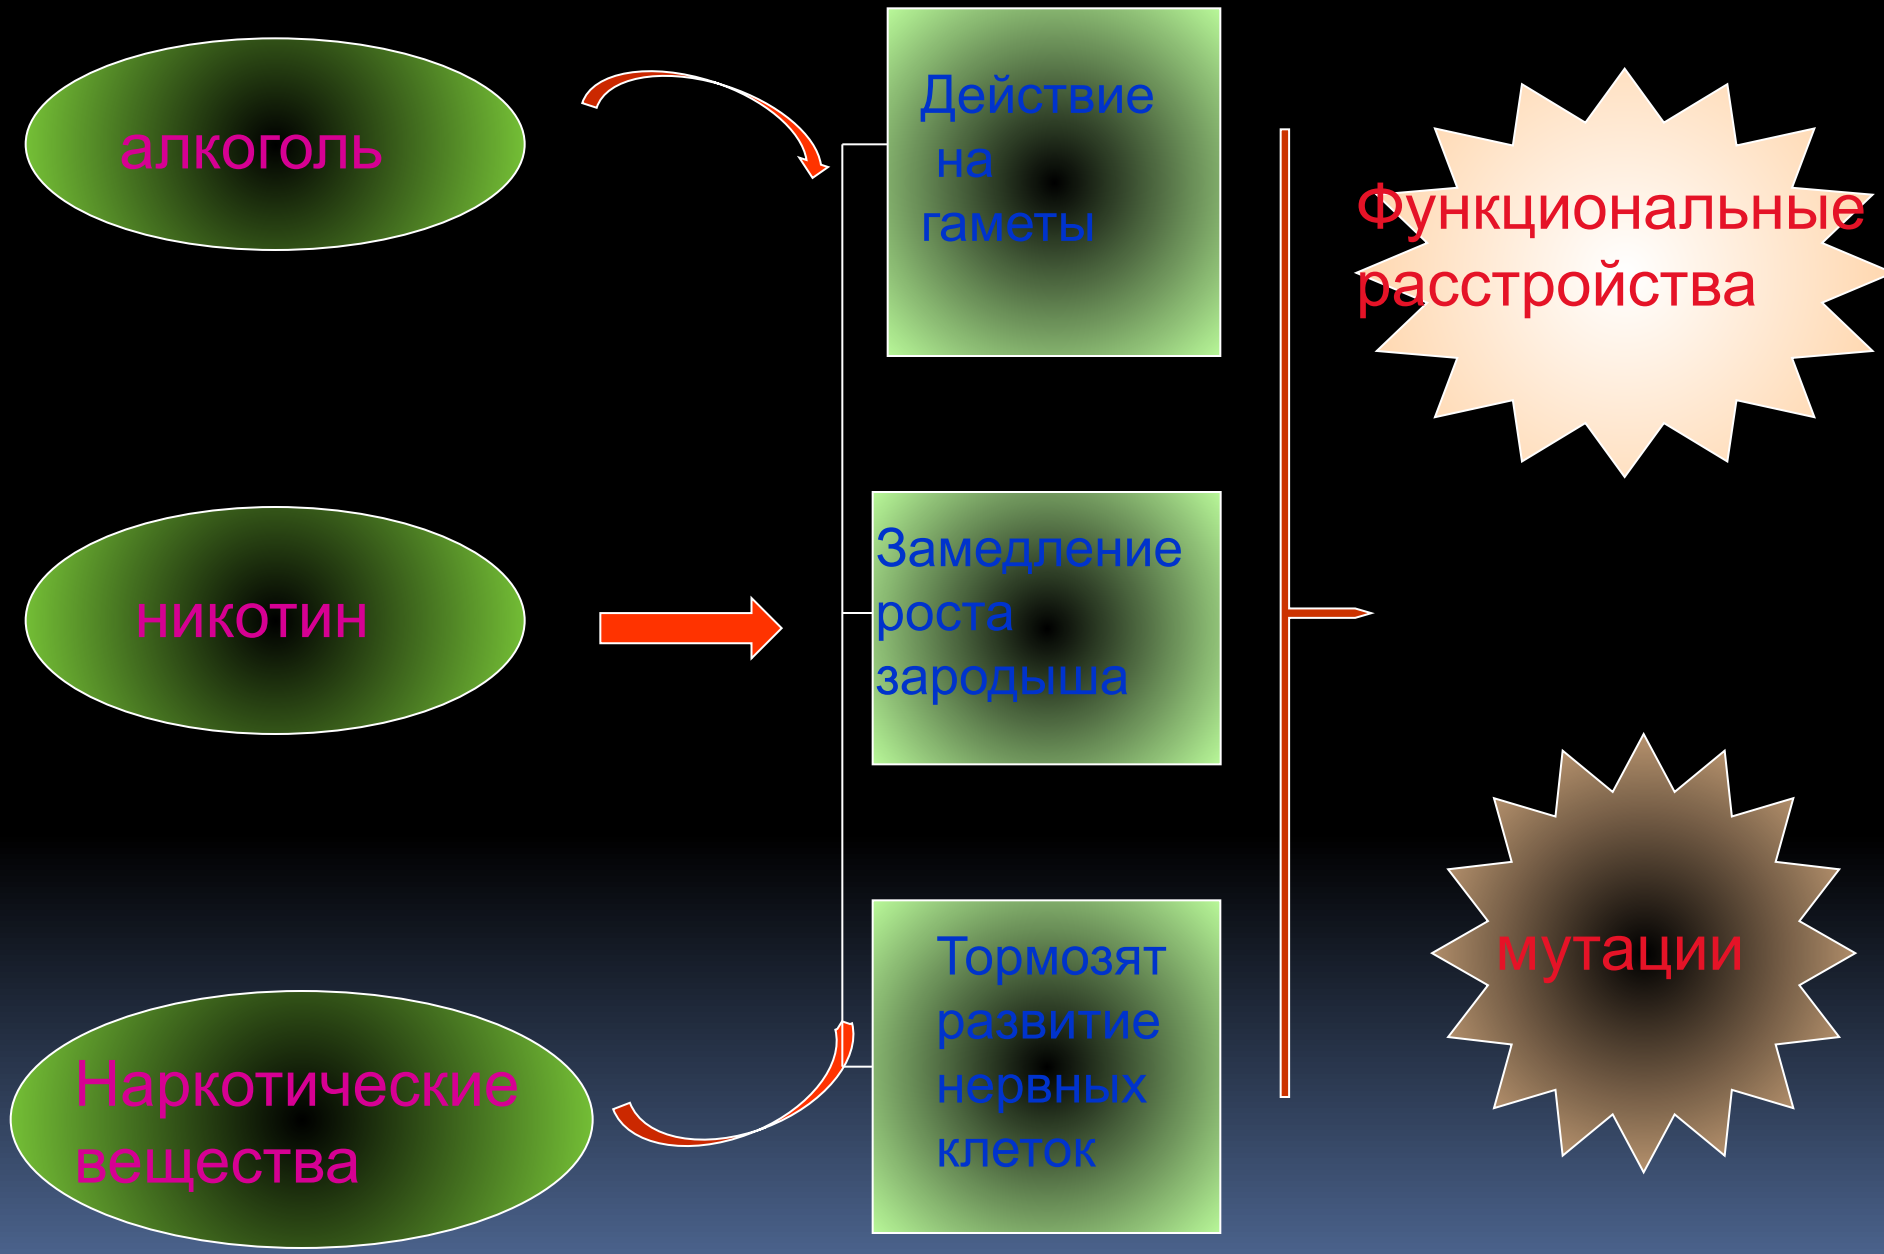 алкоголь
Действие
на
гаметы
Функциональные
расстройства
никотин
Замедление
роста
зародыша
Наркотические
вещества
Тормозят
развитие
нервных
клеток
мутации